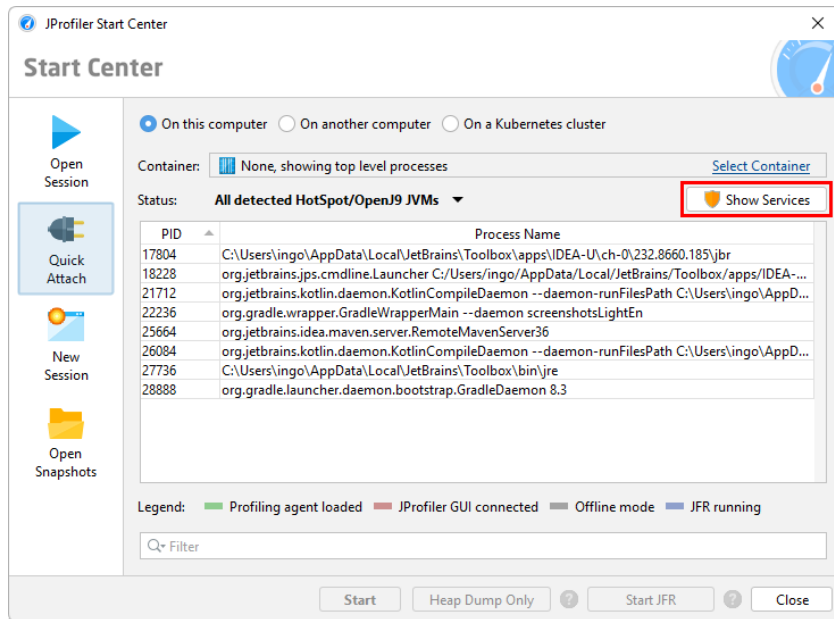 JProfiler Start Center
Start Center
Open
Session
Quick
Attach
New
Session
Open
Snapshots
On this computer On another computer On a Kubernetes cluster
Container: None, showing top level processes Select Container
Status: All detected HotSpot/OpenJ9 JVMs Show Services
PID Process Name
17804 C:\Users\ingo\AppData\Local\JetBrains\Toolbox\apps\IDEA-U\ch-0\232.8660.185\jbr
18228 org.jetbrains.jps.cmdline.Launcher C:/Users/ingo/AppData/Local/JetBrains/Toolbox/apps/IDEA-...
21712 org.jetbrains.kotlin.daemon.KotlinCompileDaemon --daemon-runFilesPath C:\Users\ingo\AppD...
22236 org.gradle.wrapper.GradleWrapperMain --daemon screenshotsLightEn
25664 org.jetbrains.idea.maven.server.RemoteMavenServer36
26084 org.jetbrains.kotlin.daemon.KotlinCompileDaemon --daemon-runFilesPath C:\Users\ingo\AppD...
27736 C:\Users\ingo\AppData\Local\JetBrains\Toolbox\bin\jre
28888 org.gradle.launcher.daemon.bootstrap.GradleDaemon 8.3
Legend: Profiling agent loaded JProfiler GUI connected Offline mode JFR running
Filter
Start Heap Dump Only ? Start JFR ? Close